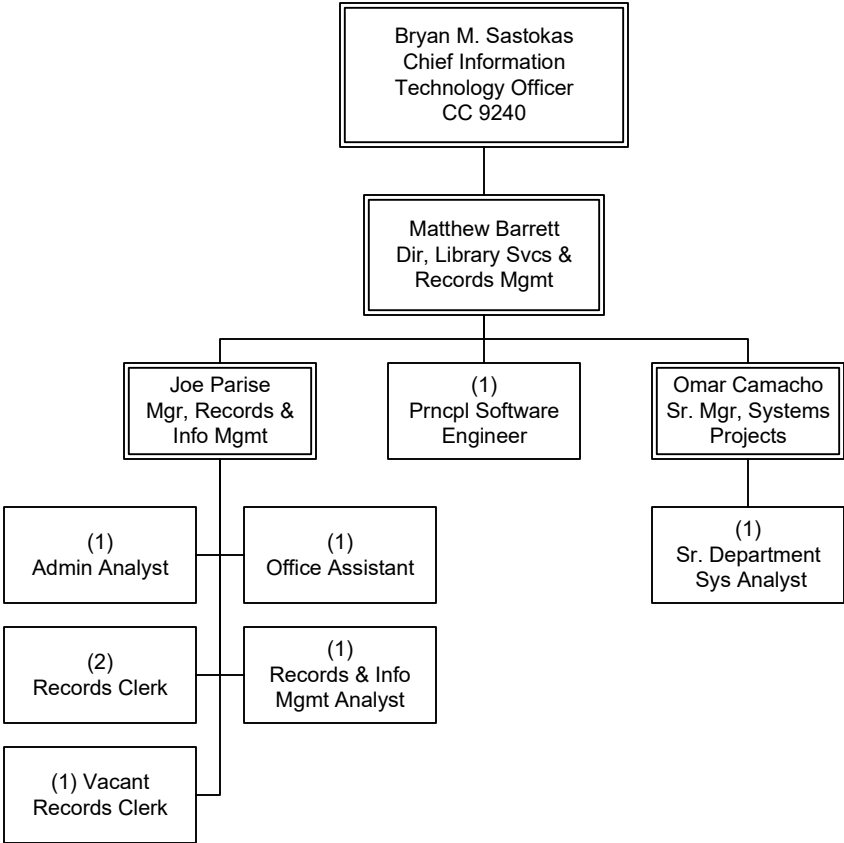 Bryan M. Sastokas
Chief Information
Technology Officer
CC 9240
Matthew Barrett
Dir, Library Svcs &
Records Mgmt
Joe Parise
Mgr, Records &
Info Mgmt
(1)
Prncpl Software
Engineer
Omar Camacho
Sr. Mgr, Systems
Projects
(1)
Admin Analyst
(1)
Office Assistant
(1)
Sr. Department
Sys Analyst
(2)
Records Clerk
(1)
Records & Info
Mgmt Analyst
(1) Vacant
Records Clerk